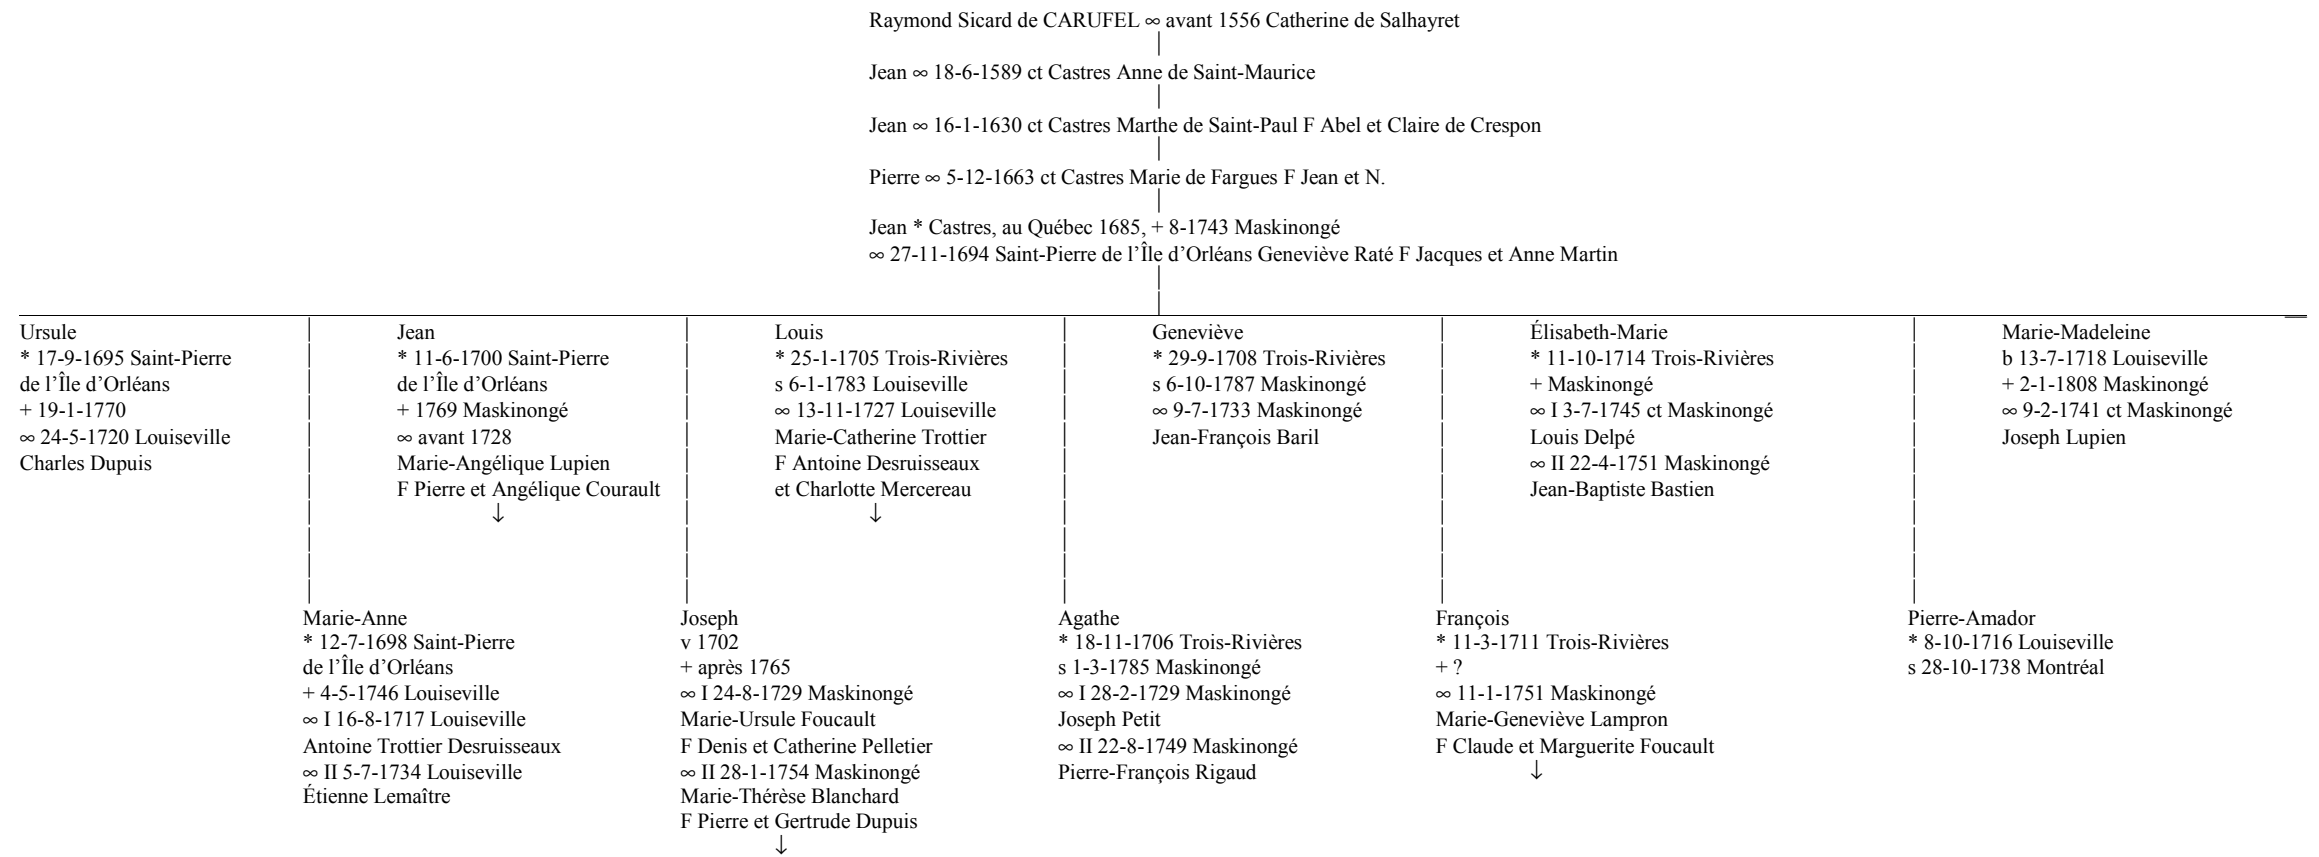 Raymond Sicard de CARUFEL ∞ avant 1556 Catherine de Salhayret
Jean ∞ 18-6-1589 ct Castres Anne de Saint-Maurice
Jean ∞ 16-1-1630 ct Castres Marthe de Saint-Paul F Abel et Claire de Crespon
Pierre ∞ 5-12-1663 ct Castres Marie de Fargues F Jean et N.
Jean * Castres, au Québec 1685, + 8-1743 Maskinongé
∞ 27-11-1694 Saint-Pierre de l’Île d’Orléans Geneviève Raté F Jacques et Anne Martin
Ursule
* 17-9-1695 Saint-Pierre
de l’Île d’Orléans
+ 19-1-1770
∞ 24-5-1720 Louiseville
Charles Dupuis
Jean
* 11-6-1700 Saint-Pierre
de l’Île d’Orléans
+ 1769 Maskinongé
∞ avant 1728
Marie-Angélique Lupien
F Pierre et Angélique Courault
↓
Louis
* 25-1-1705 Trois-Rivières
s 6-1-1783 Louiseville
∞ 13-11-1727 Louiseville
Marie-Catherine Trottier
F Antoine Desruisseaux
et Charlotte Mercereau
↓
Geneviève
* 29-9-1708 Trois-Rivières
s 6-10-1787 Maskinongé
∞ 9-7-1733 Maskinongé
Jean-François Baril
Élisabeth-Marie
* 11-10-1714 Trois-Rivières
+ Maskinongé
∞ I 3-7-1745 ct Maskinongé
Louis Delpé
∞ II 22-4-1751 Maskinongé
Jean-Baptiste Bastien
Marie-Madeleine
b 13-7-1718 Louiseville
+ 2-1-1808 Maskinongé
∞ 9-2-1741 ct Maskinongé
Joseph Lupien
Marie-Anne
* 12-7-1698 Saint-Pierre
de l’Île d’Orléans
+ 4-5-1746 Louiseville
∞ I 16-8-1717 Louiseville
Antoine Trottier Desruisseaux
∞ II 5-7-1734 Louiseville
Étienne Lemaître
Joseph
v 1702
+ après 1765
∞ I 24-8-1729 Maskinongé
Marie-Ursule Foucault
F Denis et Catherine Pelletier
∞ II 28-1-1754 Maskinongé
Marie-Thérèse Blanchard
F Pierre et Gertrude Dupuis
↓
Agathe
* 18-11-1706 Trois-Rivières
s 1-3-1785 Maskinongé
∞ I 28-2-1729 Maskinongé
Joseph Petit
∞ II 22-8-1749 Maskinongé
Pierre-François Rigaud
François
* 11-3-1711 Trois-Rivières
+ ?
∞ 11-1-1751 Maskinongé
Marie-Geneviève Lampron
F Claude et Marguerite Foucault
↓
Pierre-Amador
* 8-10-1716 Louiseville
s 28-10-1738 Montréal